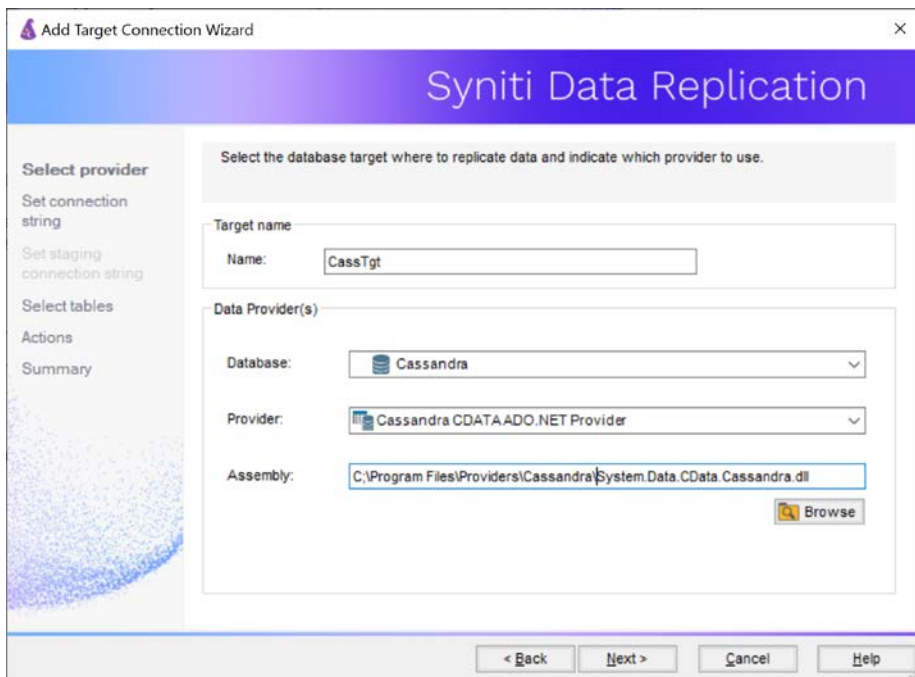 Add Target Connection Wizard
Syniti Data Replication
Select provider
Set connection
string
Set staging
connection string
Select tables
Actions
Summary
Select the database target where to replicate data and indicate which provider to use.
Target name
Name:
CassTgt
Data Provider(s)
Database:
Cassandra
Provider:
Cassandra CDATA ADO.NET Provider
Assembly:
C;\Program Files\Providers\Cassandra\System.Data.CData.Cassandra.dll
Browse
< Back
Next >
Cancel
Help